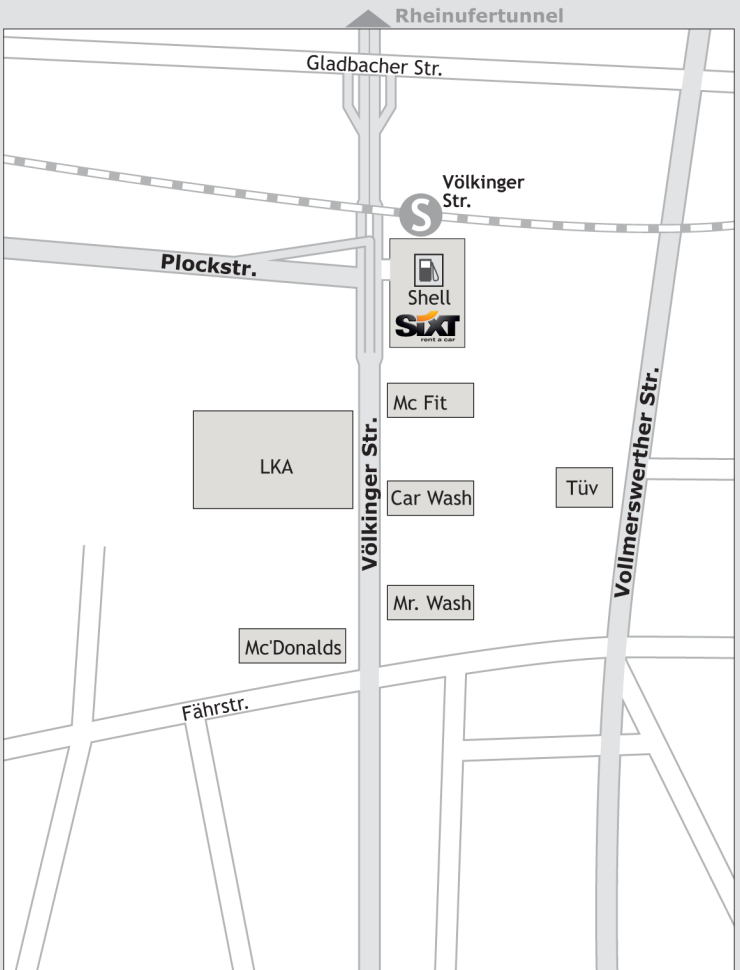 Rheinufertunnel
Gladbacher Str.
Völkinger
Str.
S
Plockstr.
Shell
SIXT
rent a car
Mc Fit
LKA
Völkinger Str.
Car Wash
Tüv
Vollmerswerther Str.
Mr. Wash
Mc'Donalds
Fährstr.